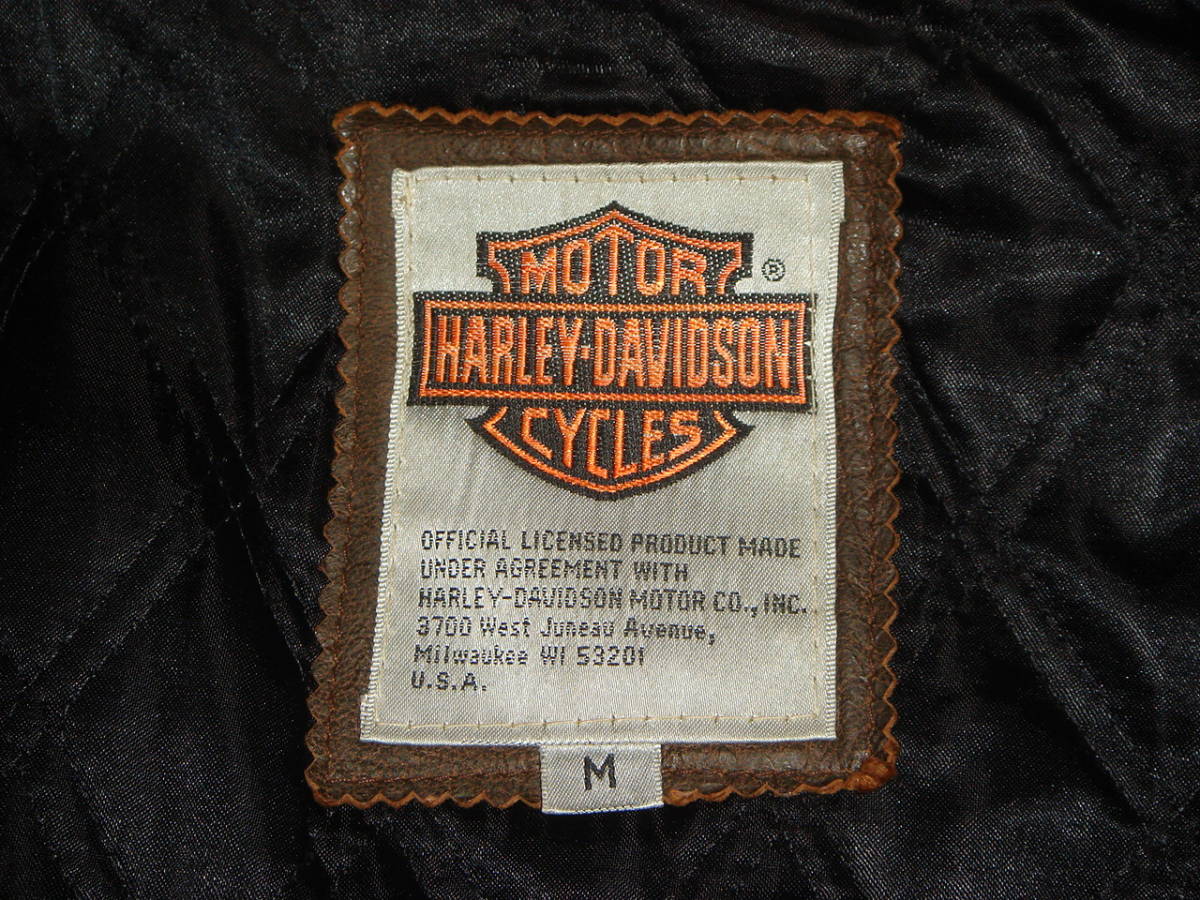 MOTOR ®
HARLEY-DAVIDSON
CYCLES
OFFICIAL LICENSED PRODUCT MADE
UNDER AGREEMENT WITH
HARLEY-DAVIDSON MOTOR CO., INC.
3700 West Juneau Avenue,
Milwaukee WI 53201
U.S.A.
M